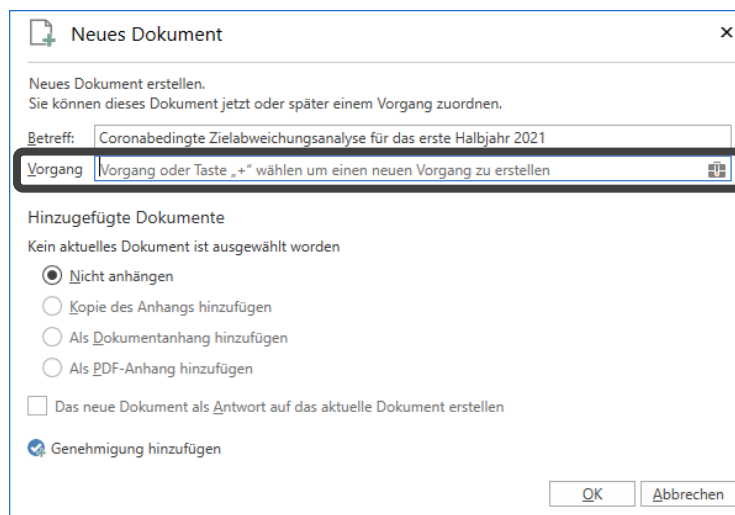 Neues Dokument
Neues Dokument erstellen.
Sie können dieses Dokument jetzt oder später einem Vorgang zuordnen.
Betreff: Coronabedingte Zielabweichungsanalyse für das erste Halbjahr 2021
Vorgang Vorgang oder Taste „+“ wählen um einen neuen Vorgang zu erstellen
Hinzugefügte Dokumente
Kein aktuelles Dokument ist ausgewählt worden
Nicht anhängen
Kopie des Anhangs hinzufügen
Als Dokumentanhang hinzufügen
Als PDF-Anhang hinzufügen
Das neue Dokument als Antwort auf das aktuelle Dokument erstellen
Genehmigung hinzufügen
OK Abbrechen